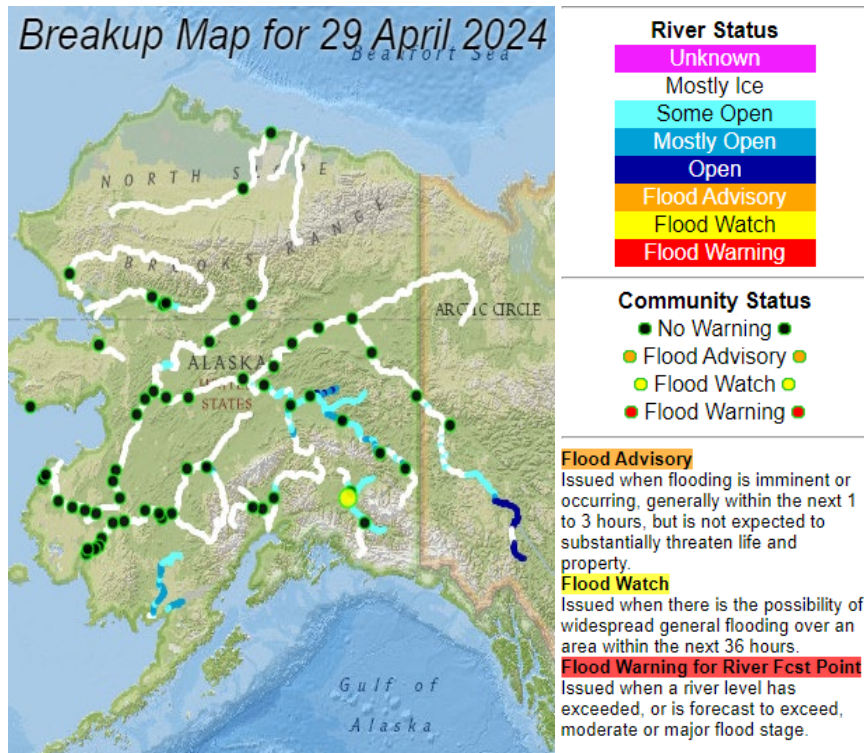 Breakup Map for 29 April 2024
Beaufort Sea
NORTH SLOPE
BROOKS RANGE
ARCTIC CIRCLE
ALASKA
UNITED
STATES
Gulf of
Alaska
River Status
Unknown
Mostly Ice
Some Open
Mostly Open
Open
Flood Advisory
Flood Watch
Flood Warning
Community Status
No Warning
Flood Advisory
Flood Watch
Flood Warning
Flood Advisory
Issued when flooding is imminent or
occurring, generally within the next 1
to 3 hours, but is not expected to
substantially threaten life and
property.
Flood Watch
Issued when there is the possibility of
widespread general flooding over an
area within the next 36 hours.
Flood Warning for River Fcst Point
Issued when a river level has
exceeded, or is forecast to exceed,
moderate or major flood stage.